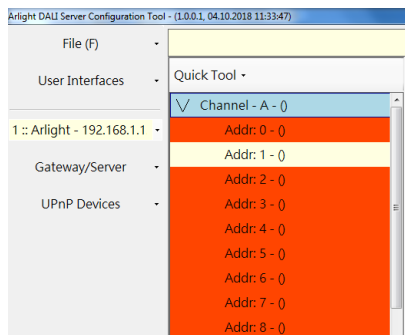 Arlight DALI Server Configuration Tool - (1.0.0.1, 04.10.2018 11:33:47)
File (F)
User Interfaces
1 :: Arlight - 192.168.1.1
Gateway/Server
UPnP Devices
Quick Tool
Channel - A - ()
Addr: 0 - ()
Addr: 1 - ()
Addr: 2 - ()
Addr: 3 - ()
Addr: 4 - ()
Addr: 5 - ()
Addr: 6 - ()
Addr: 7 - ()
Addr: 8 - ()